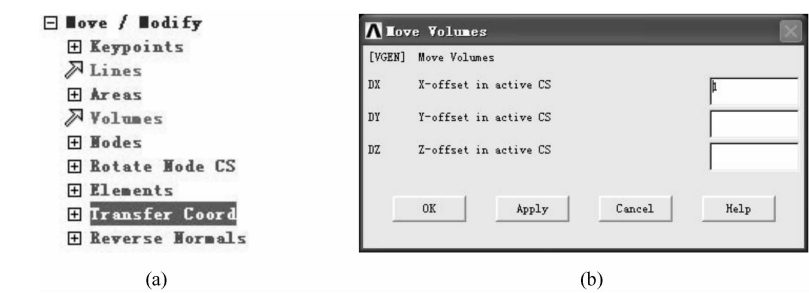 Move / Modify
Keypoints
Lines
Areas
Volumes
Nodes
Rotate Node CS
Elements
Transfer Coord
Reverse Normals
(a)
Move Volumes
[VGEN] Move Volumes
DX X-offset in active CS 1
DY Y-offset in active CS
DZ Z-offset in active CS
OK Apply Cancel Help
(b)